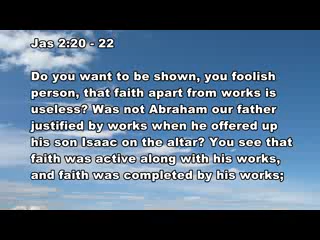 Jas 2:20 - 22
Do you want to be shown, you foolish
person, that faith apart from works is
useless? Was not Abraham our father
justified by works when he offered up
his son Isaac on the altar? You see that
faith was active along with his works,
and faith was completed by his works;